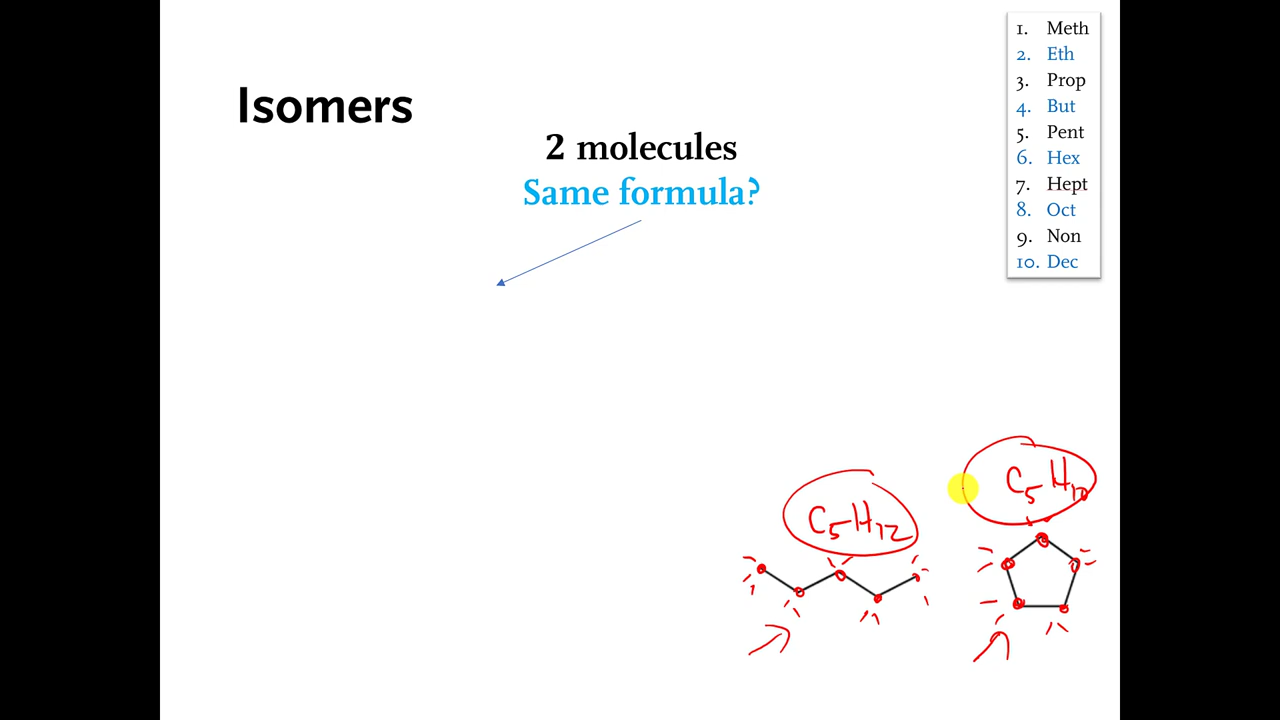 Isomers
2 molecules
Same formula?
1. Meth
2. Eth
3. Prop
4. But
5. Pent
6. Hex
7. Hept
8. Oct
9. Non
10. Dec
C5H12
C5H10